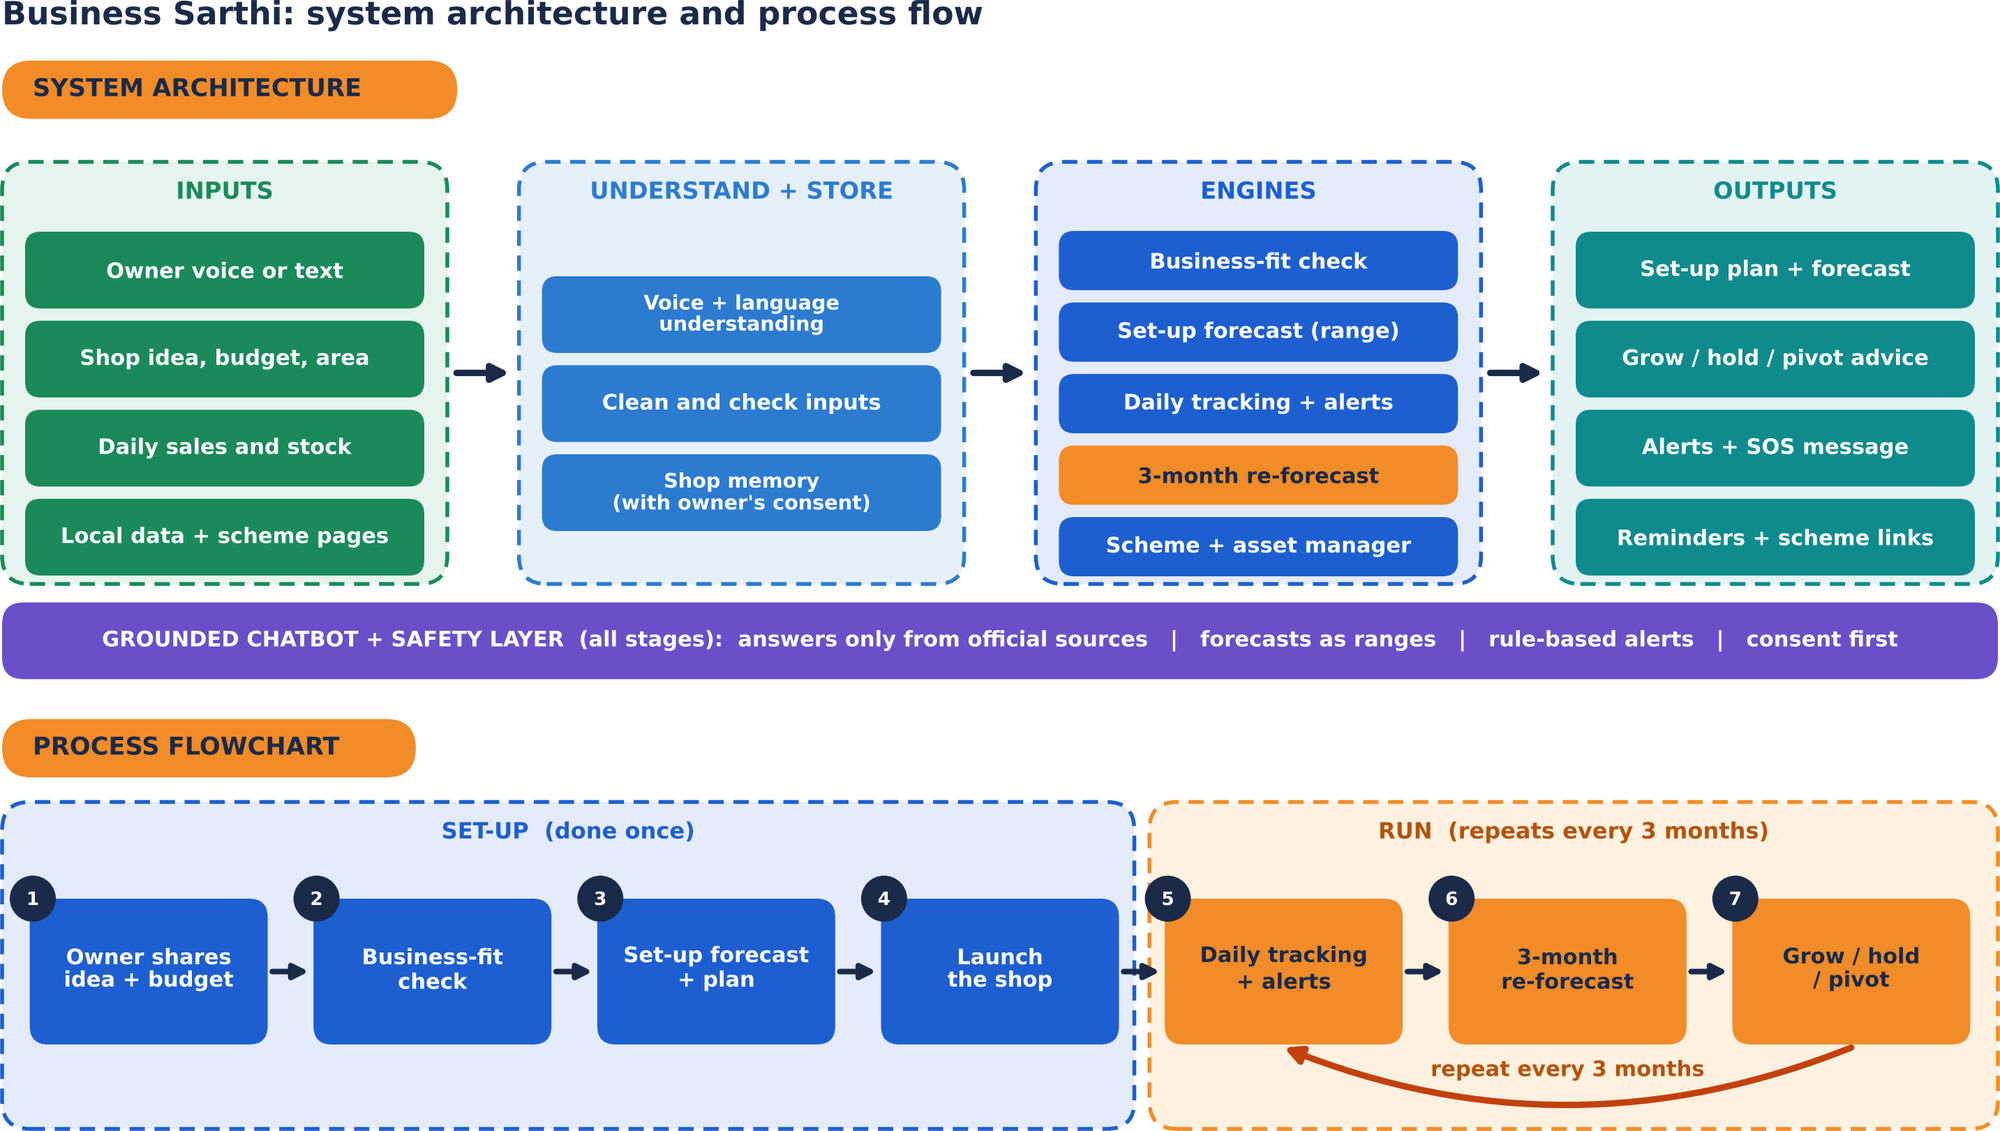 Business Sarthi: system architecture and process flow
SYSTEM ARCHITECTURE
INPUTS
Owner voice or text
Shop idea, budget, area
Daily sales and stock
Local data + scheme pages
UNDERSTAND + STORE
Voice + language
understanding
Clean and check inputs
Shop memory
(with owner's consent)
ENGINES
Business-fit check
Set-up forecast (range)
Daily tracking + alerts
3-month re-forecast
Scheme + asset manager
OUTPUTS
Set-up plan + forecast
Grow / hold / pivot advice
Alerts + SOS message
Reminders + scheme links
GROUNDED CHATBOT + SAFETY LAYER (all stages): answers only from official sources | forecasts as ranges | rule-based alerts | consent first
PROCESS FLOWCHART
SET-UP (done once)
1
Owner shares
idea + budget
2
Business-fit
check
3
Set-up forecast
+ plan
4
Launch
the shop
RUN (repeats every 3 months)
5
Daily tracking
+ alerts
6
3-month
re-forecast
7
Grow / hold
/ pivot
repeat every 3 months